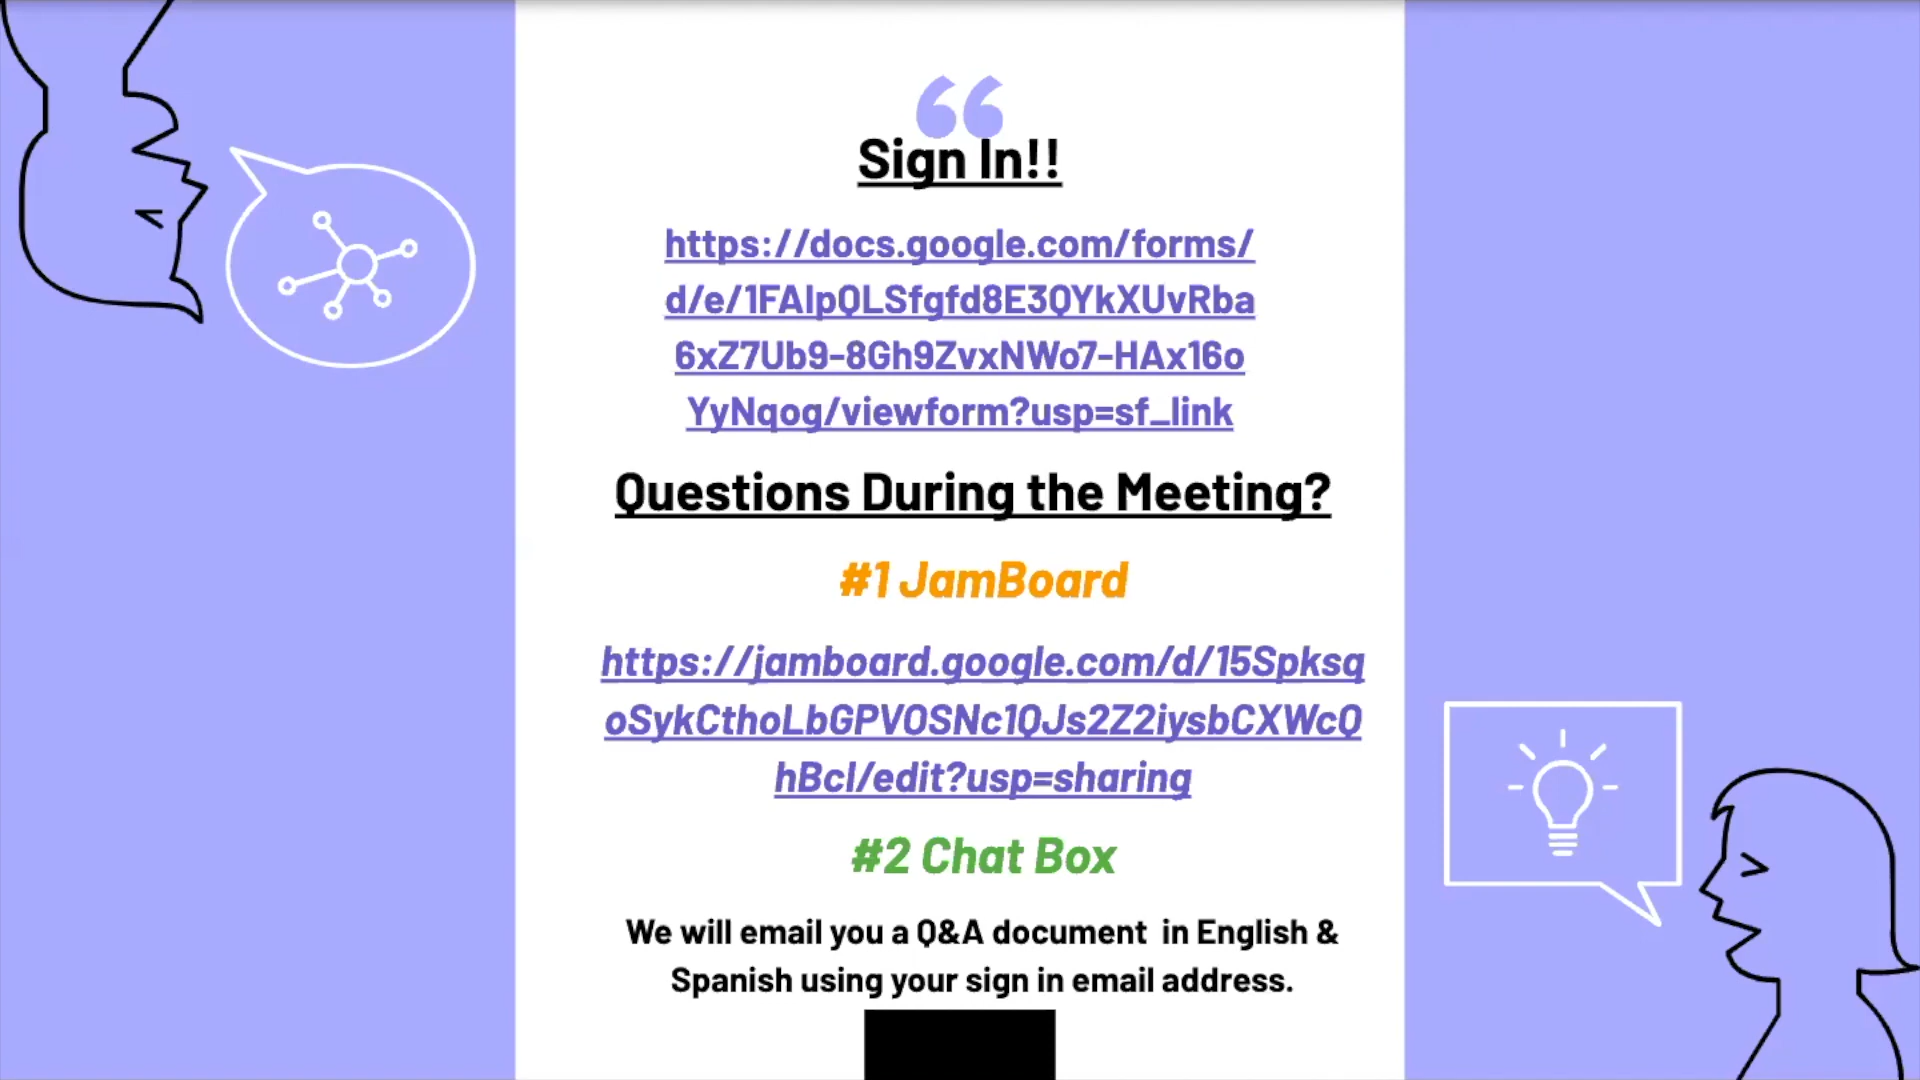 “
Sign In!!
https://docs.google.com/forms/
d/e/1FAIpQLSfgfd8E3QYkXUvRba
6xZ7Ub9-8Gh9ZvxNWo7-HAx16o
YyNqog/viewform?usp=sf_link
Questions During the Meeting?
#1 JamBoard
https://jamboard.google.com/d/15Spksq
oSykCthoLbGPVOSNc1QJs2Z2iysbCXWcQ
hBcI/edit?usp=sharing
#2 Chat Box
We will email you a Q&A document in English &
Spanish using your sign in email address.